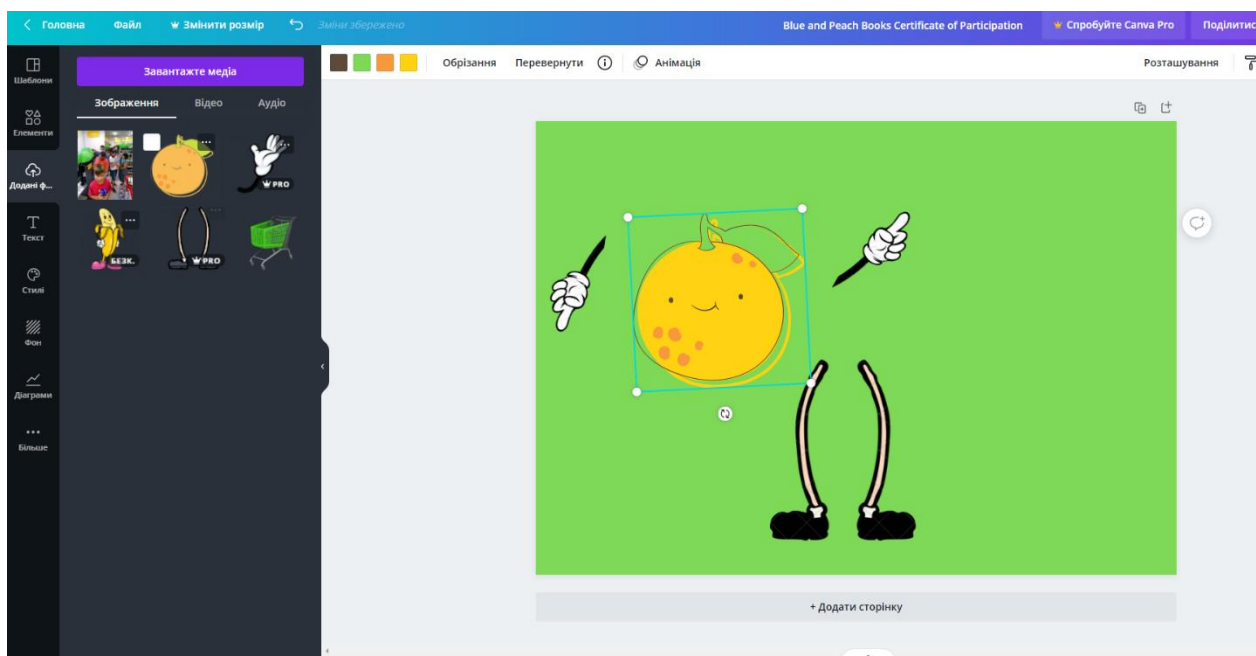 Головна Файл Змінити розмір Зміни збережено Blue and Peach Books Certificate of Participation Спробуйте Canva Pro Поділитис
Шаблони
Елементи
Додані ф...
Текст
Стилі
Фон
Діаграми
Більше
Завантажте медіа
Зображення Відео Аудіо
PRO
БЕЗК. PRO
Обрізання Перевернути Анімація Розташування
+ Додати сторінку